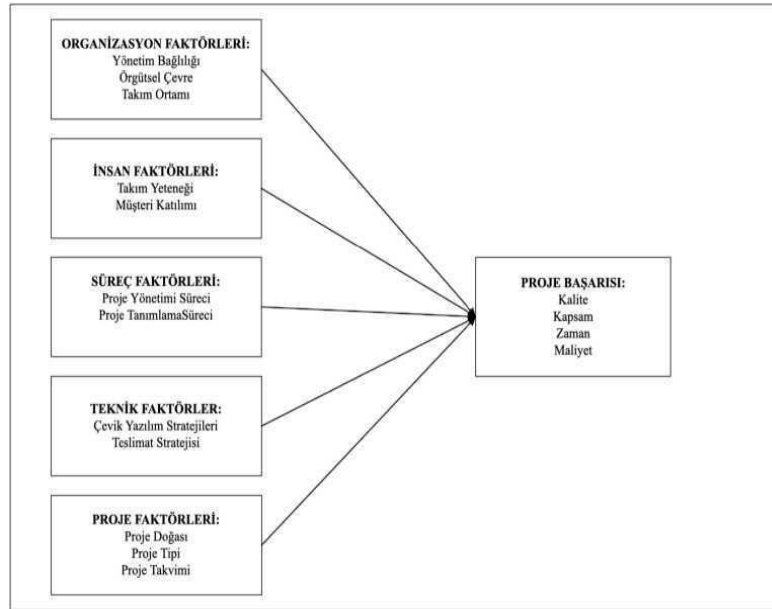 ORGANİZASYON FAKTÖRLERİ:
Yönetim Bağlılığı
Örgütsel Çevre
Takım Ortamı
İNSAN FAKTÖRLERİ:
Takım Yeteneği
Müşteri Katılımı
SÜREÇ FAKTÖRLERİ:
Proje Yönetimi Süreci
Proje TanımlamaSüreci
TEKNİK FAKTÖRLER:
Çevik Yazılım Stratejileri
Teslimat Stratejisi
PROJE FAKTÖRLERİ:
Proje Doğası
Proje Tipi
Proje Takvimi
PROJE BAŞARISI:
Kalite
Kapsam
Zaman
Maliyet